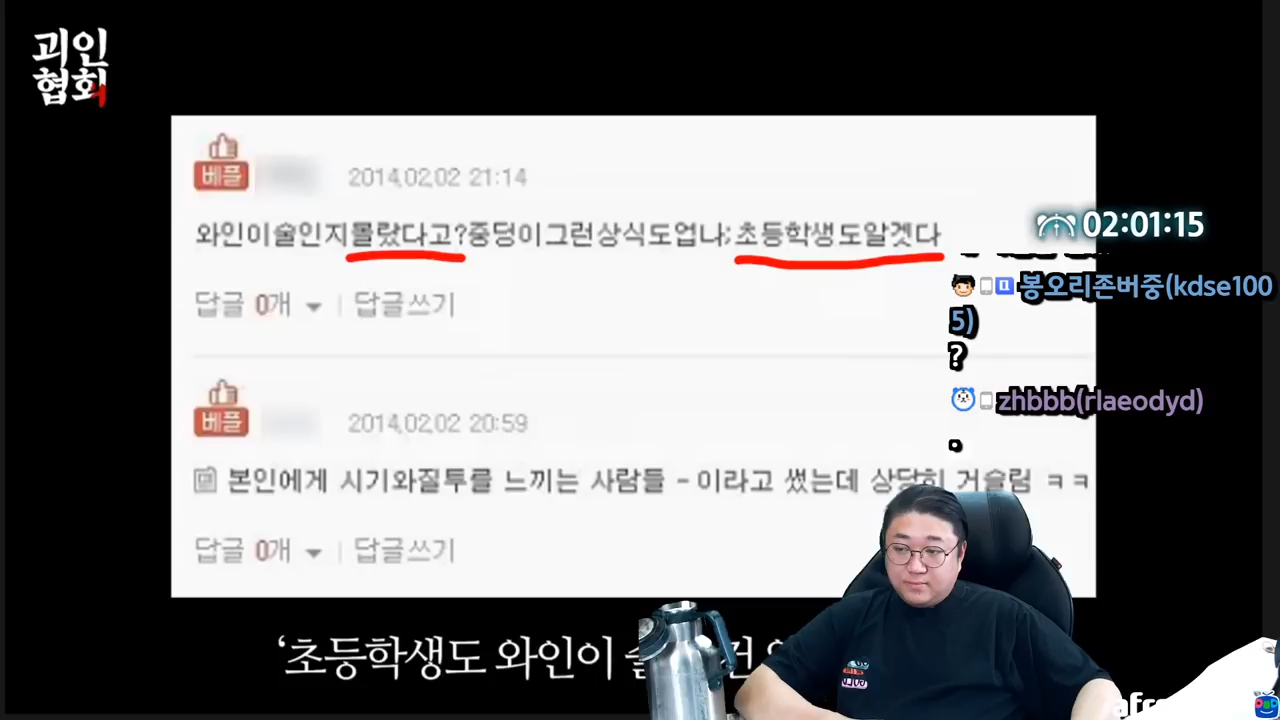 괴인
협회
베플
2014.02.02 21:14
와인이술인지몰랐다고?중덩이그런상식도업나; 초등학생도알겟다
답글 0개 답글쓰기
베플
2014.02.02 20:59
본인에게 시기와질투를 느끼는 사람들 - 이라고 썼는데 상당히 거슬림 ㅋㅋ
답글 0개 답글쓰기
02:01:15
봉오리존버중(kdse100
5)
?
zhbbb(rlaeodyd)
.
‘초등학생도 와인이